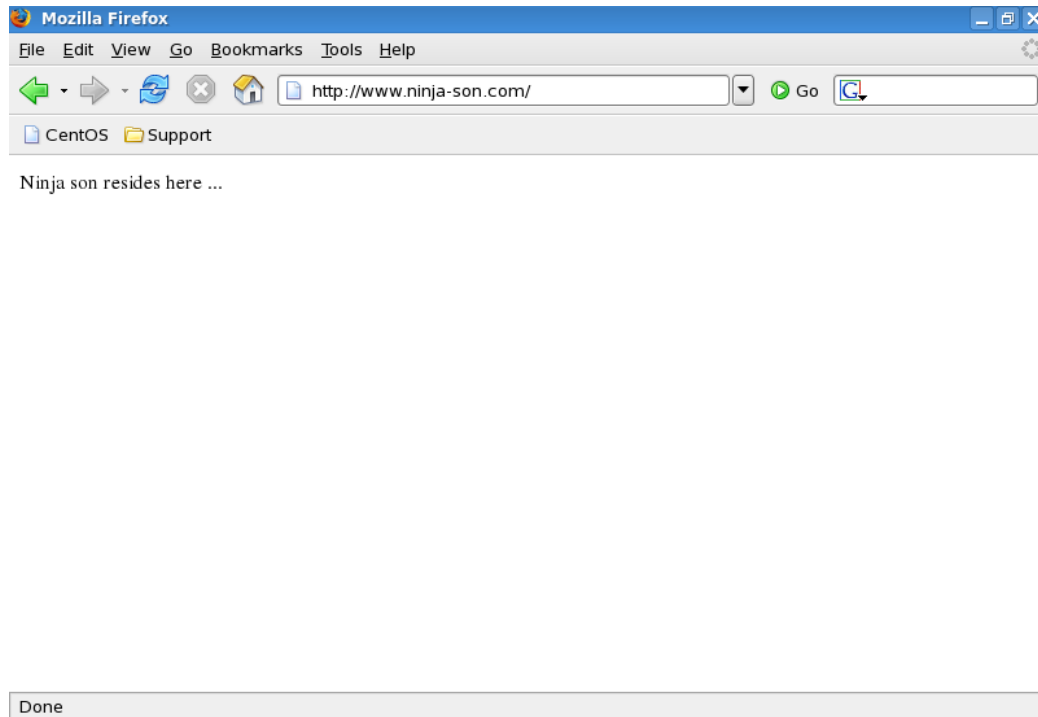 Mozilla Firefox
File Edit View Go Bookmarks Tools Help
http://www.ninja-son.com/ Go G
CentOS Support
Ninja son resides here ...
Done